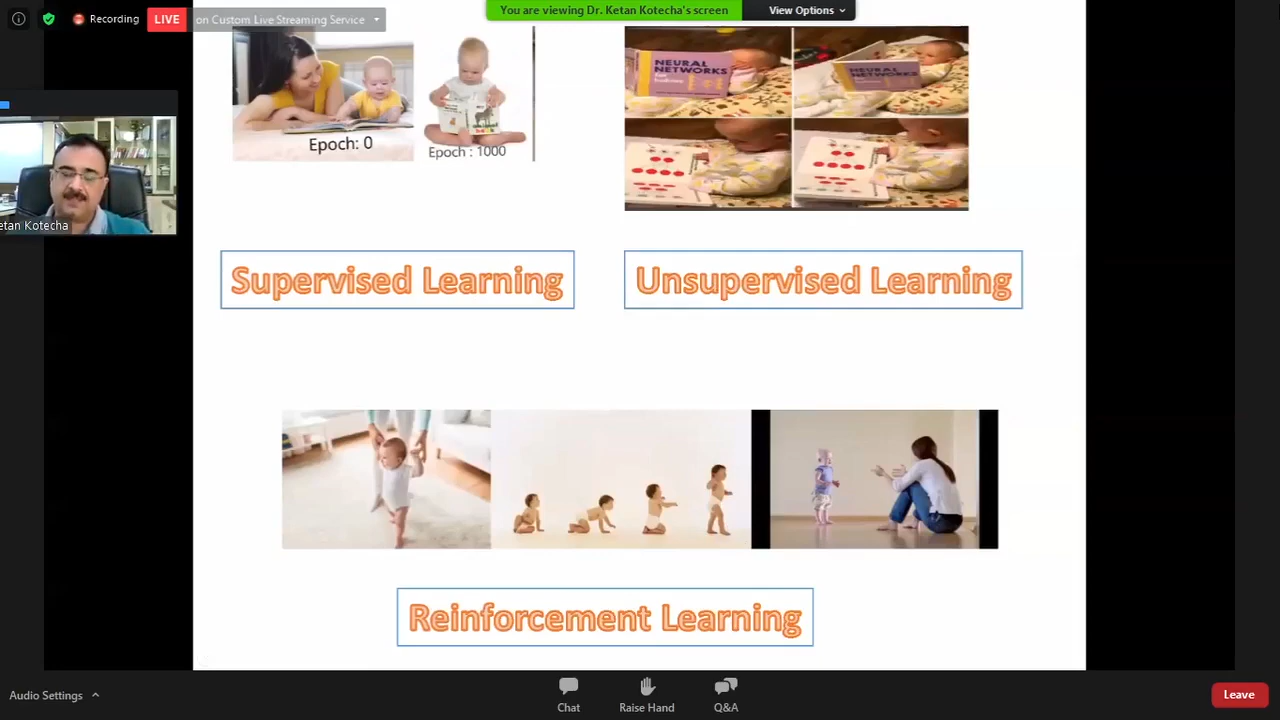 Recording
LIVE
on Custom Live Streaming Service
You are viewing Dr. Ketan Kotecha's screen
View Options
etan Kotecha
Epoch: 0
Epoch : 1000
NEURAL
NETWORKS
NEURAL
NETWORKS
Supervised Learning
Unsupervised Learning
Reinforcement Learning
Audio Settings
Chat
Raise Hand
Q&A
Leave